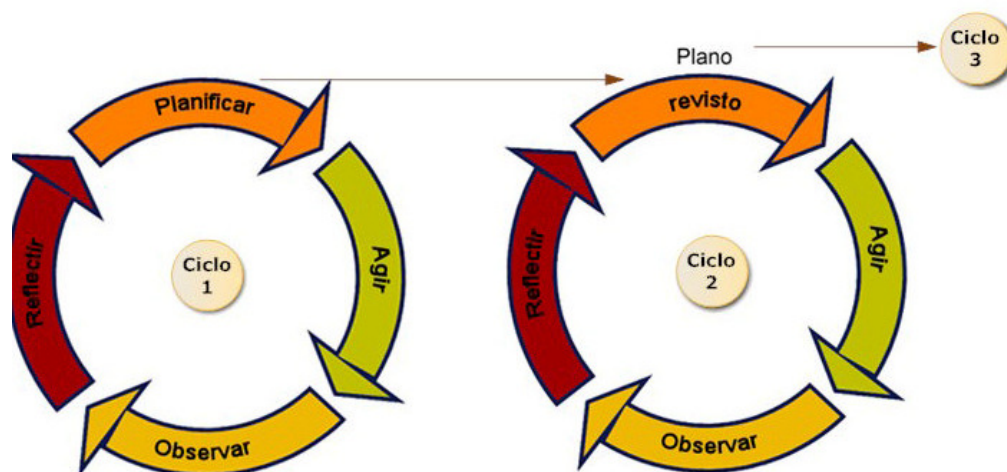 Planificar
Agir
Observar
Reflectir
Ciclo
1
Plano
revisto
Agir
Observar
Reflectir
Ciclo
2
Ciclo
3